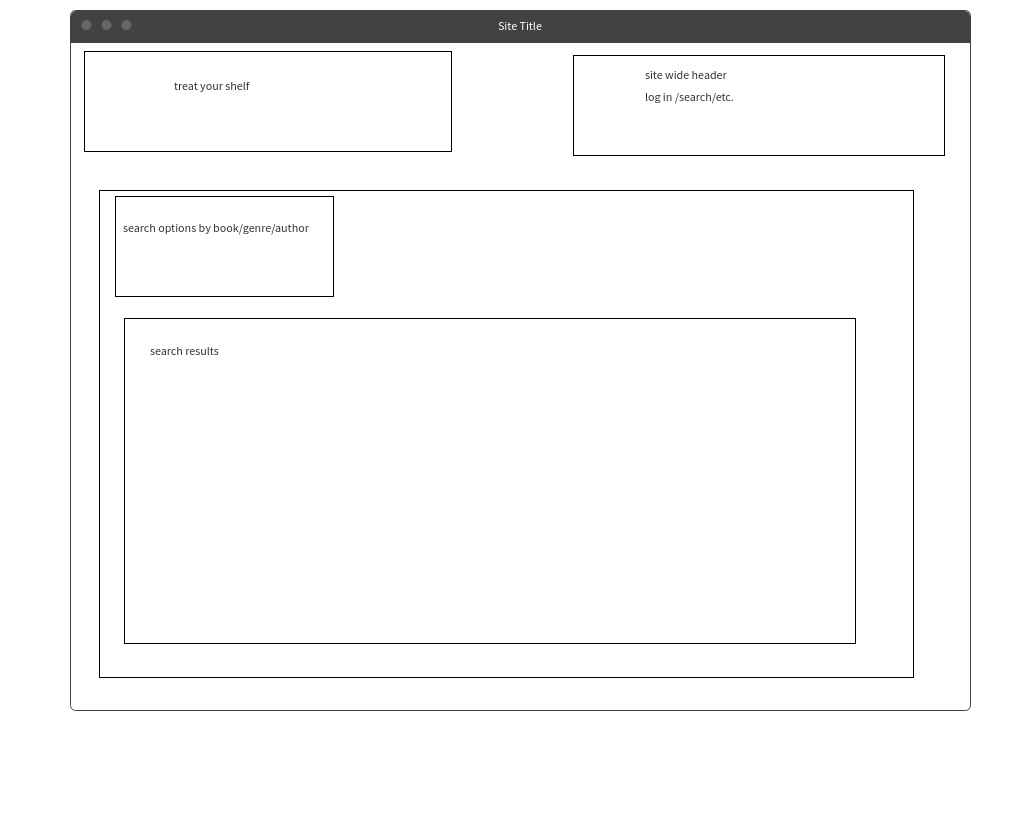 Site Title
treat your shelf
site wide header
log in /search/etc.
search options by book/genre/author
search results